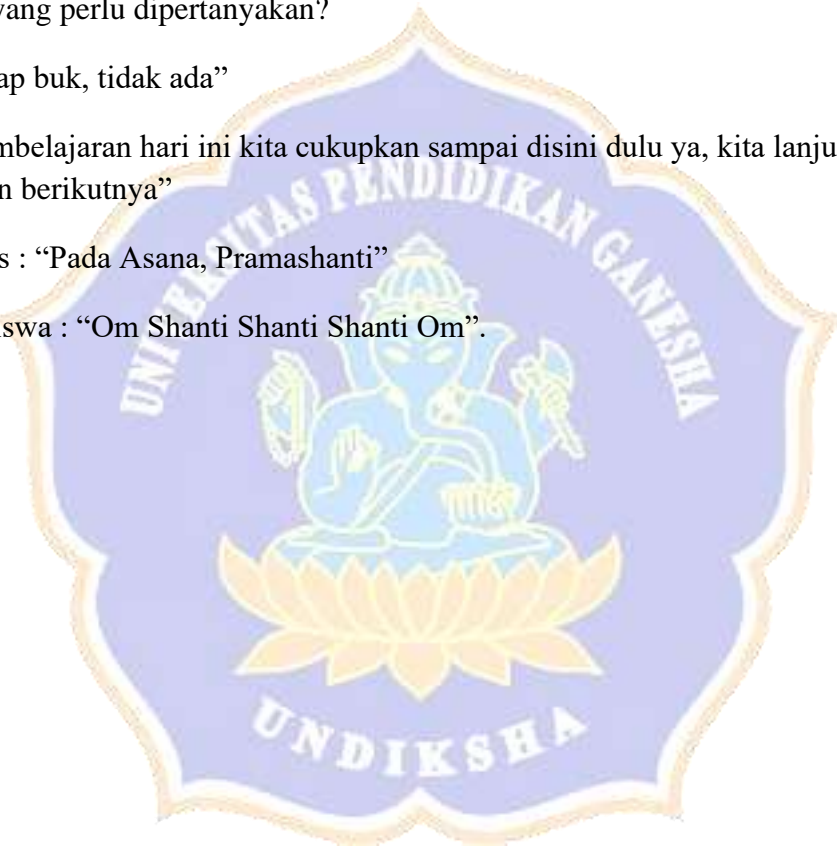 yang perlu dipertanyakan?
ap buk, tidak ada”
mbelajaran hari ini kita cukupkan sampai disini dulu ya, kita lanju
n berikutnya”
s : “Pada Asana, Pramashanti”
swa : “Om Shanti Shanti Shanti Om”.
UNIVERSITAS PENDIDIKAN GANESHA
UNDIKSHA